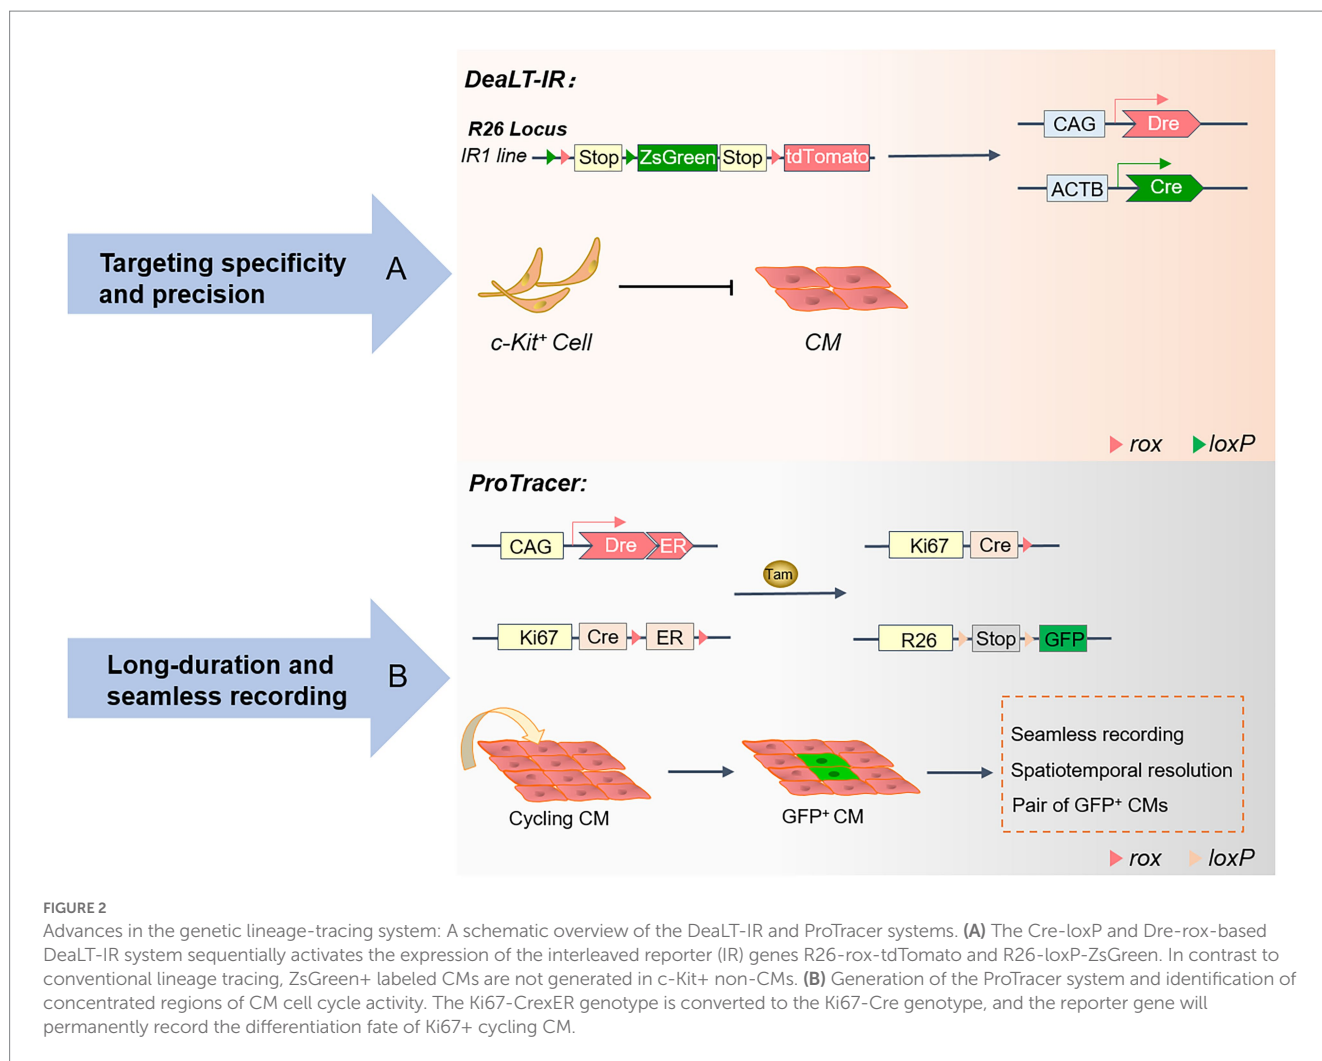 DeaLT-IR:
R26 Locus
IR1 line
Stop ZsGreen Stop tdTomato
CAG Dre
ACTB Cre
Targeting specificity
and precision
A
c-Kit+ Cell
CM
rox loxP
ProTracer:
CAG Dre ER
Tam
Ki67 Cre
Ki67 Cre ER
R26 Stop GFP
Long-duration and
seamless recording
B
Cycling CM
GFP+ CM
Seamless recording
Spatiotemporal resolution
Pair of GFP+ CMs
rox loxP
FIGURE 2
Advances in the genetic lineage-tracing system: A schematic overview of the DeaLT-IR and ProTracer systems. (A) The Cre-loxP and Dre-rox-based
DeaLT-IR system sequentially activates the expression of the interleaved reporter (IR) genes R26-rox-tdTomato and R26-loxP-ZsGreen. In contrast to
conventional lineage tracing, ZsGreen+ labeled CMs are not generated in c-Kit+ non-CMs. (B) Generation of the ProTracer system and identification of
concentrated regions of CM cell cycle activity. The Ki67-CrexER genotype is converted to the Ki67-Cre genotype, and the reporter gene will
permanently record the differentiation fate of Ki67+ cycling CM.